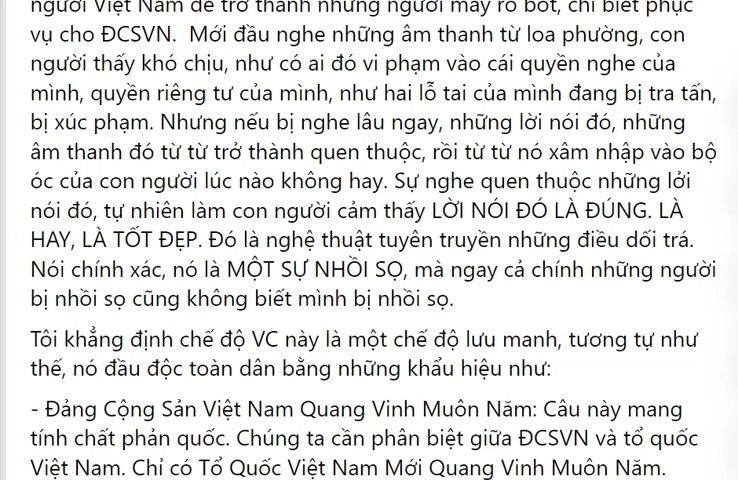 người Việt Nam để trở thành những người máy rô bốt, chỉ biết phục
vụ cho ĐCSVN.  Mới đầu nghe những âm thanh từ loa phường, con
người thấy khó chịu, như có ai đó vi phạm vào cái quyền nghe của
mình, quyền riêng tư của mình, như hai lỗ tai của mình đang bị tra tấn,
bị xúc phạm. Nhưng nếu bị nghe lâu ngay, những lời nói đó, những
âm thanh đó từ từ trở thành quen thuộc, rồi từ từ nó xâm nhập vào bộ
óc của con người lúc nào không hay. Sự nghe quen thuộc những lởi
nói đó, tự nhiên làm con người cảm thấy LỜI NÓI ĐÓ LÀ ĐÚNG. LÀ
HAY, LÀ TỐT ĐẸP. Đó là nghệ thuật tuyên truyền những điều dối trá.
Nói chính xác, nó là MỘT SỰ NHỒI SỌ, mà ngay cả chính những người
bị nhồi sọ cũng không biết mình bị nhồi sọ.
Tôi khẳng định chế độ VC này là một chế độ lưu manh, tương tự như
thế, nó đầu độc toàn dân bằng những khẩu hiệu như:
- Đảng Cộng Sản Việt Nam Quang Vinh Muôn Năm: Câu này mang
tính chất phản quốc. Chúng ta cần phân biệt giữa ĐCSVN và tổ quốc
Việt Nam. Chỉ có Tổ Quốc Việt Nam Mới Quang Vinh Muôn Năm.